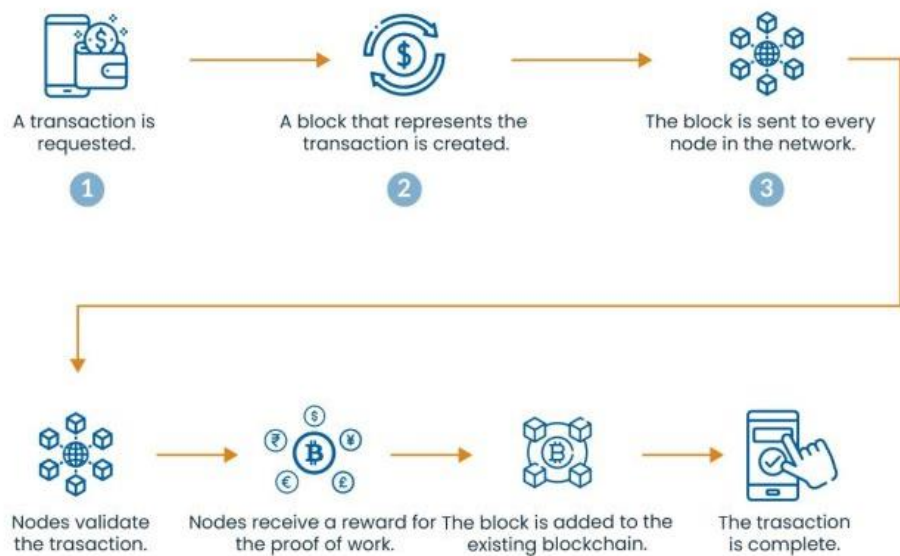 A transaction is
requested.
1
A block that represents the
transaction is created.
2
The block is sent to every
node in the network.
3
Nodes validate
the trasaction.
Nodes receive a reward for
the proof of work.
The block is added to the
existing blockchain.
The trasaction
is complete.